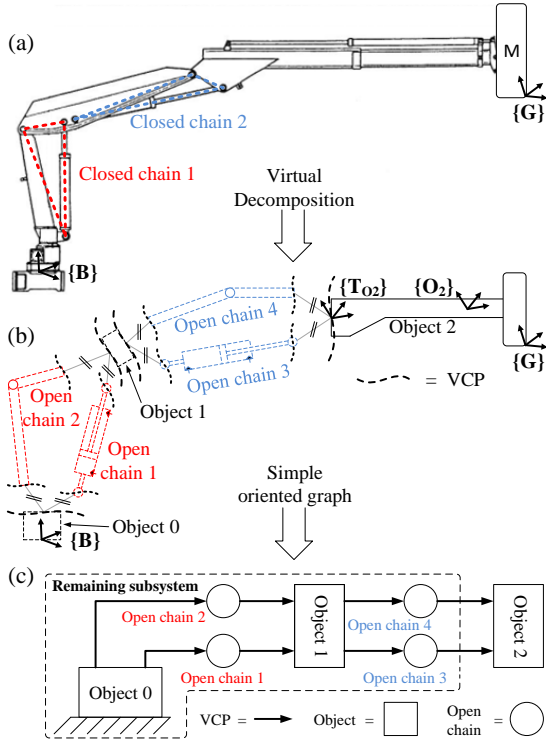 (a)
M
{G}
Closed chain 2
Closed chain 1
{B}
Virtual
Decomposition
(b)
{T_O2}
{O_2}
Open chain 4
Object 2
{G}
Open chain 3
= VCP
Object 1
Open
chain 2
Open
chain 1
Object 0
{B}
Simple
oriented graph
(c)
Remaining subsystem
Open chain 2
Open chain 4
Object 1
Object 2
Object 0
Open chain 1
Open chain 3
VCP =
Object =
Open
chain =